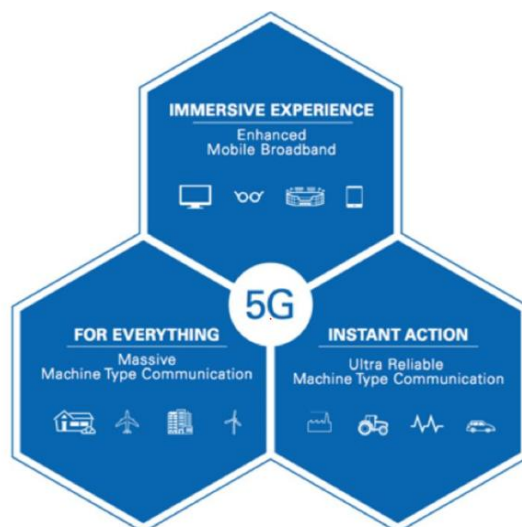 IMMERSIVE EXPERIENCE
Enhanced
Mobile Broadband
5G
FOR EVERYTHING
Massive
Machine Type Communication
INSTANT ACTION
Ultra Reliable
Machine Type Communication